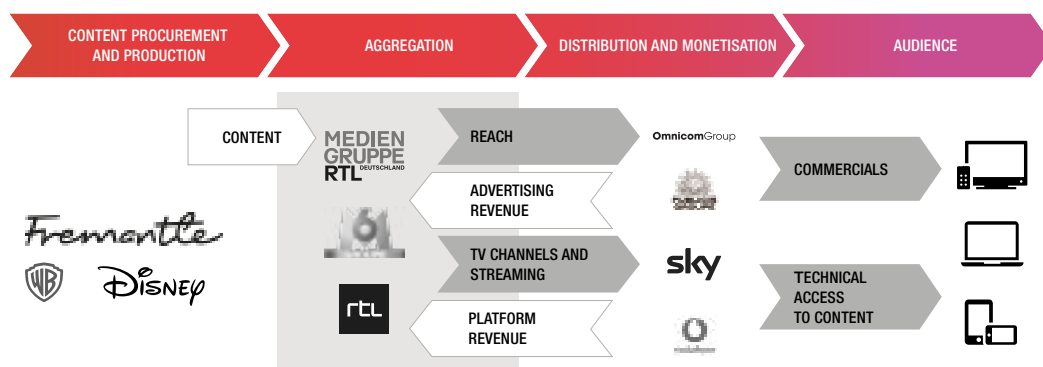 CONTENT PROCUREMENT
AND PRODUCTION
AGGREGATION
DISTRIBUTION AND MONETISATION
AUDIENCE
CONTENT
MEDIEN
GRUPPE
RTL DEUTSCHLAND
REACH
OmnicomGroup
COMMERCIALS
ADVERTISING
REVENUE
Fremantle
6
TV CHANNELS AND
STREAMING
sky
WB
Disney
TECHNICAL
ACCESS
TO CONTENT
rtl
PLATFORM
REVENUE